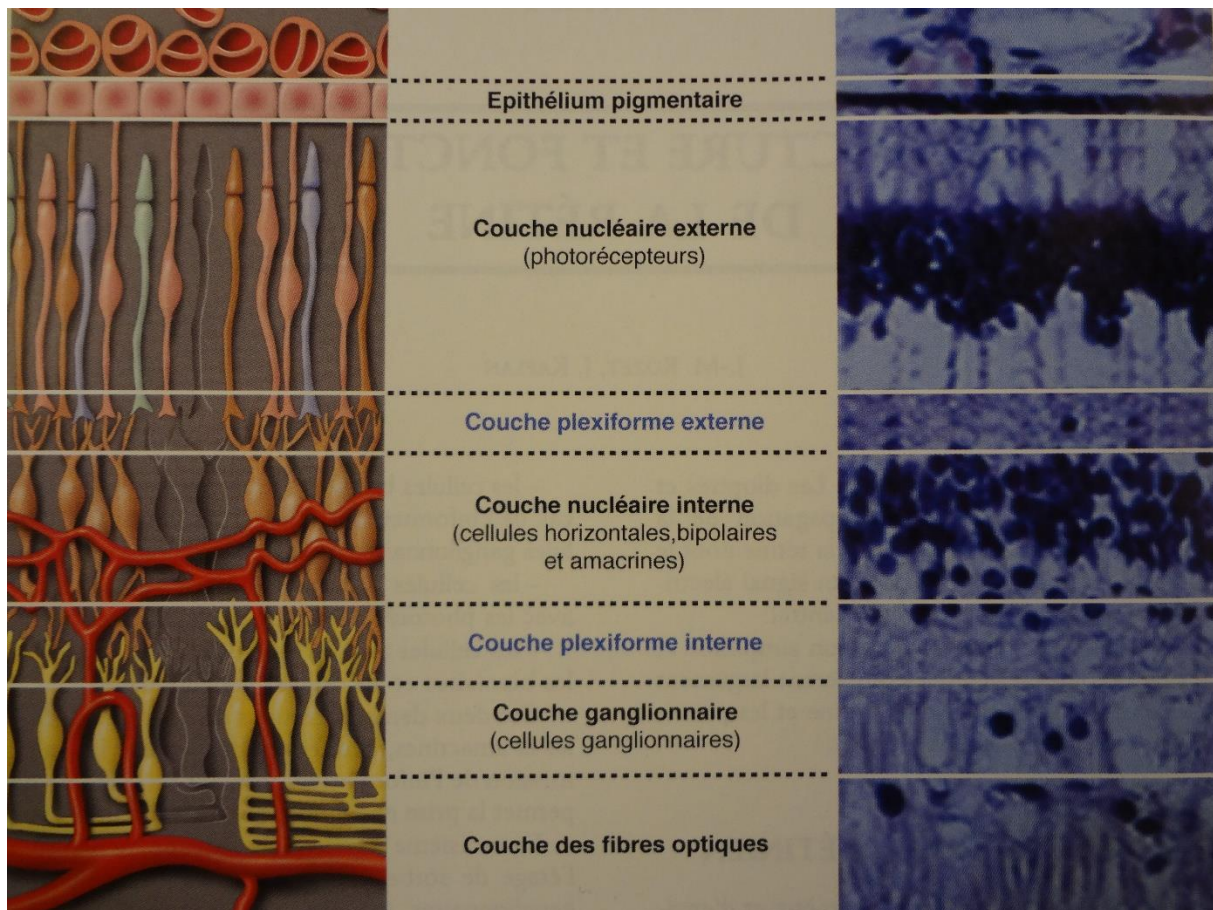 Epithélium pigmentaire
Couche nucléaire externe
(photorécepteurs)
Couche plexiforme externe
Couche nucléaire interne
(cellules horizontales,bipolaires
et amacrines)
Couche plexiforme interne
Couche ganglionnaire
(cellules ganglionnaires)
Couche des fibres optiques